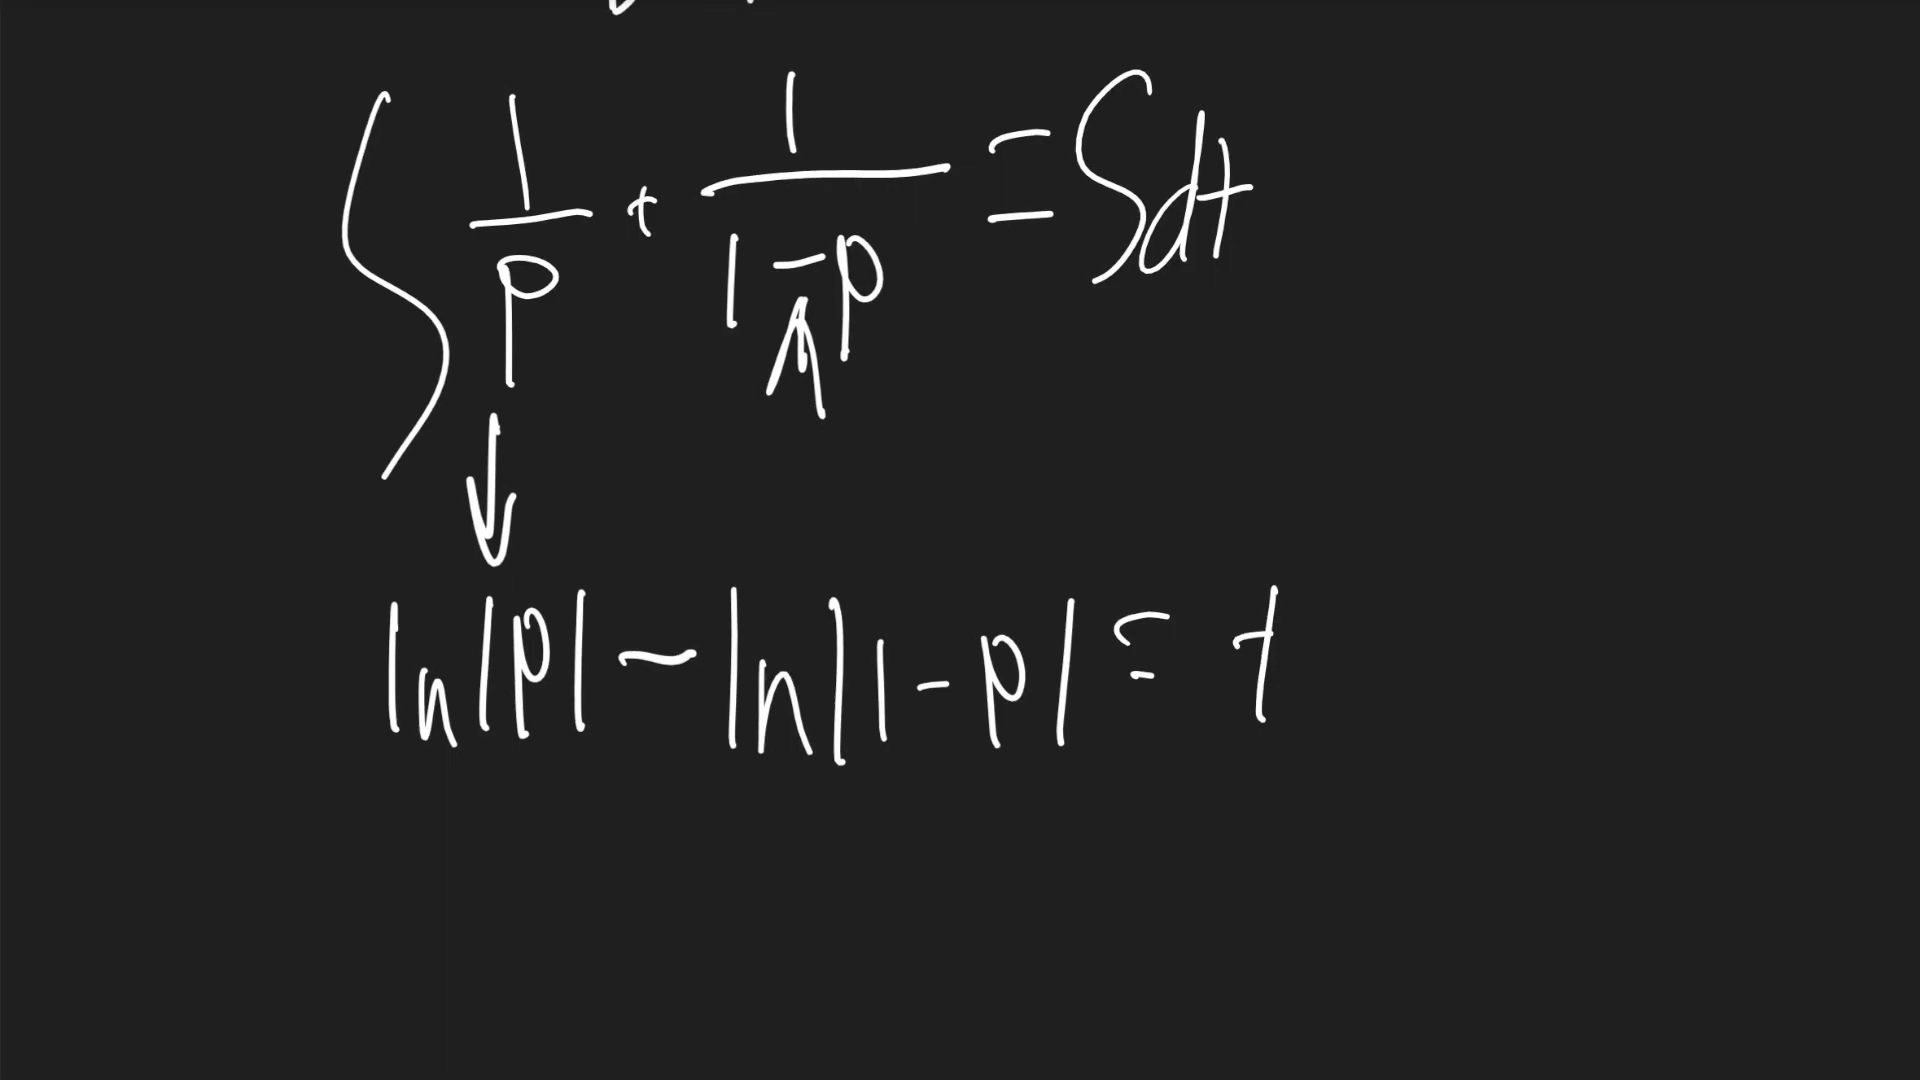 ∫ 1/p + 1/(1-p) = ∫dt
ln|p| - ln|1-p| = t